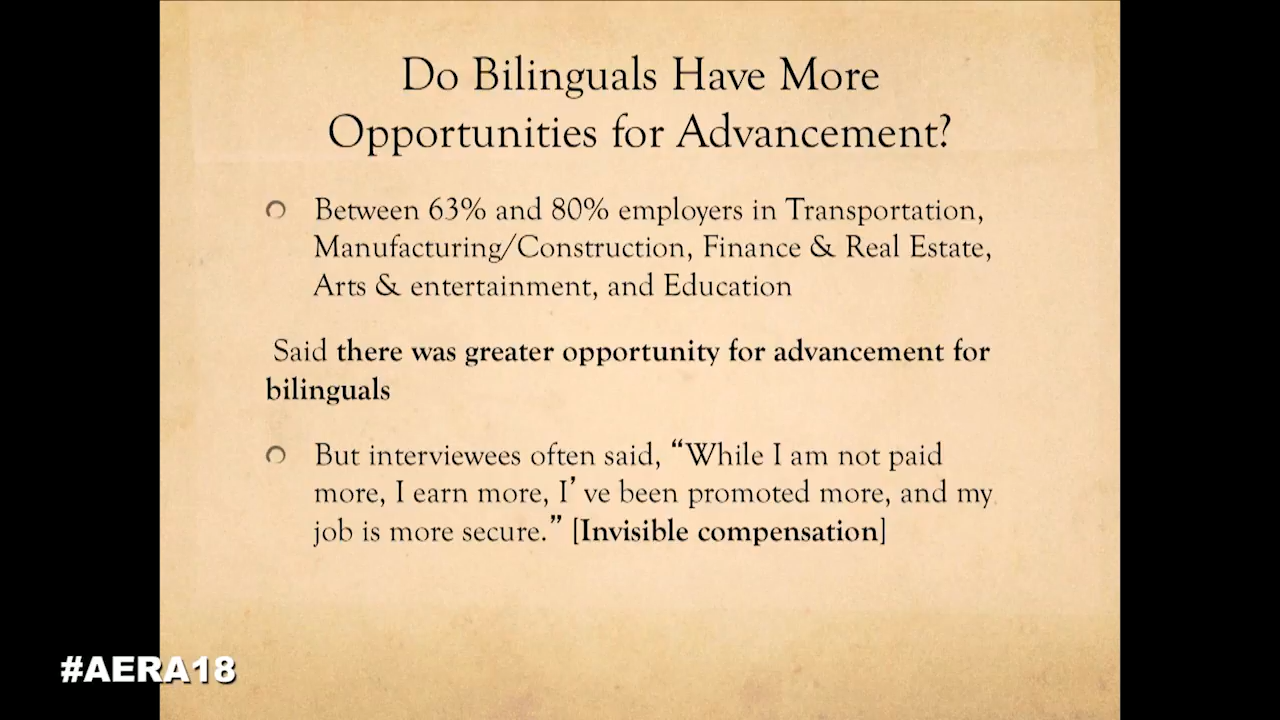 Do Bilinguals Have More
Opportunities for Advancement?
Between 63% and 80% employers in Transportation,
Manufacturing/Construction, Finance & Real Estate,
Arts & entertainment, and Education
Said there was greater opportunity for advancement for
bilinguals
But interviewees often said, “While I am not paid
more, I earn more, I’ve been promoted more, and my
job is more secure.” [Invisible compensation]
#AERA18